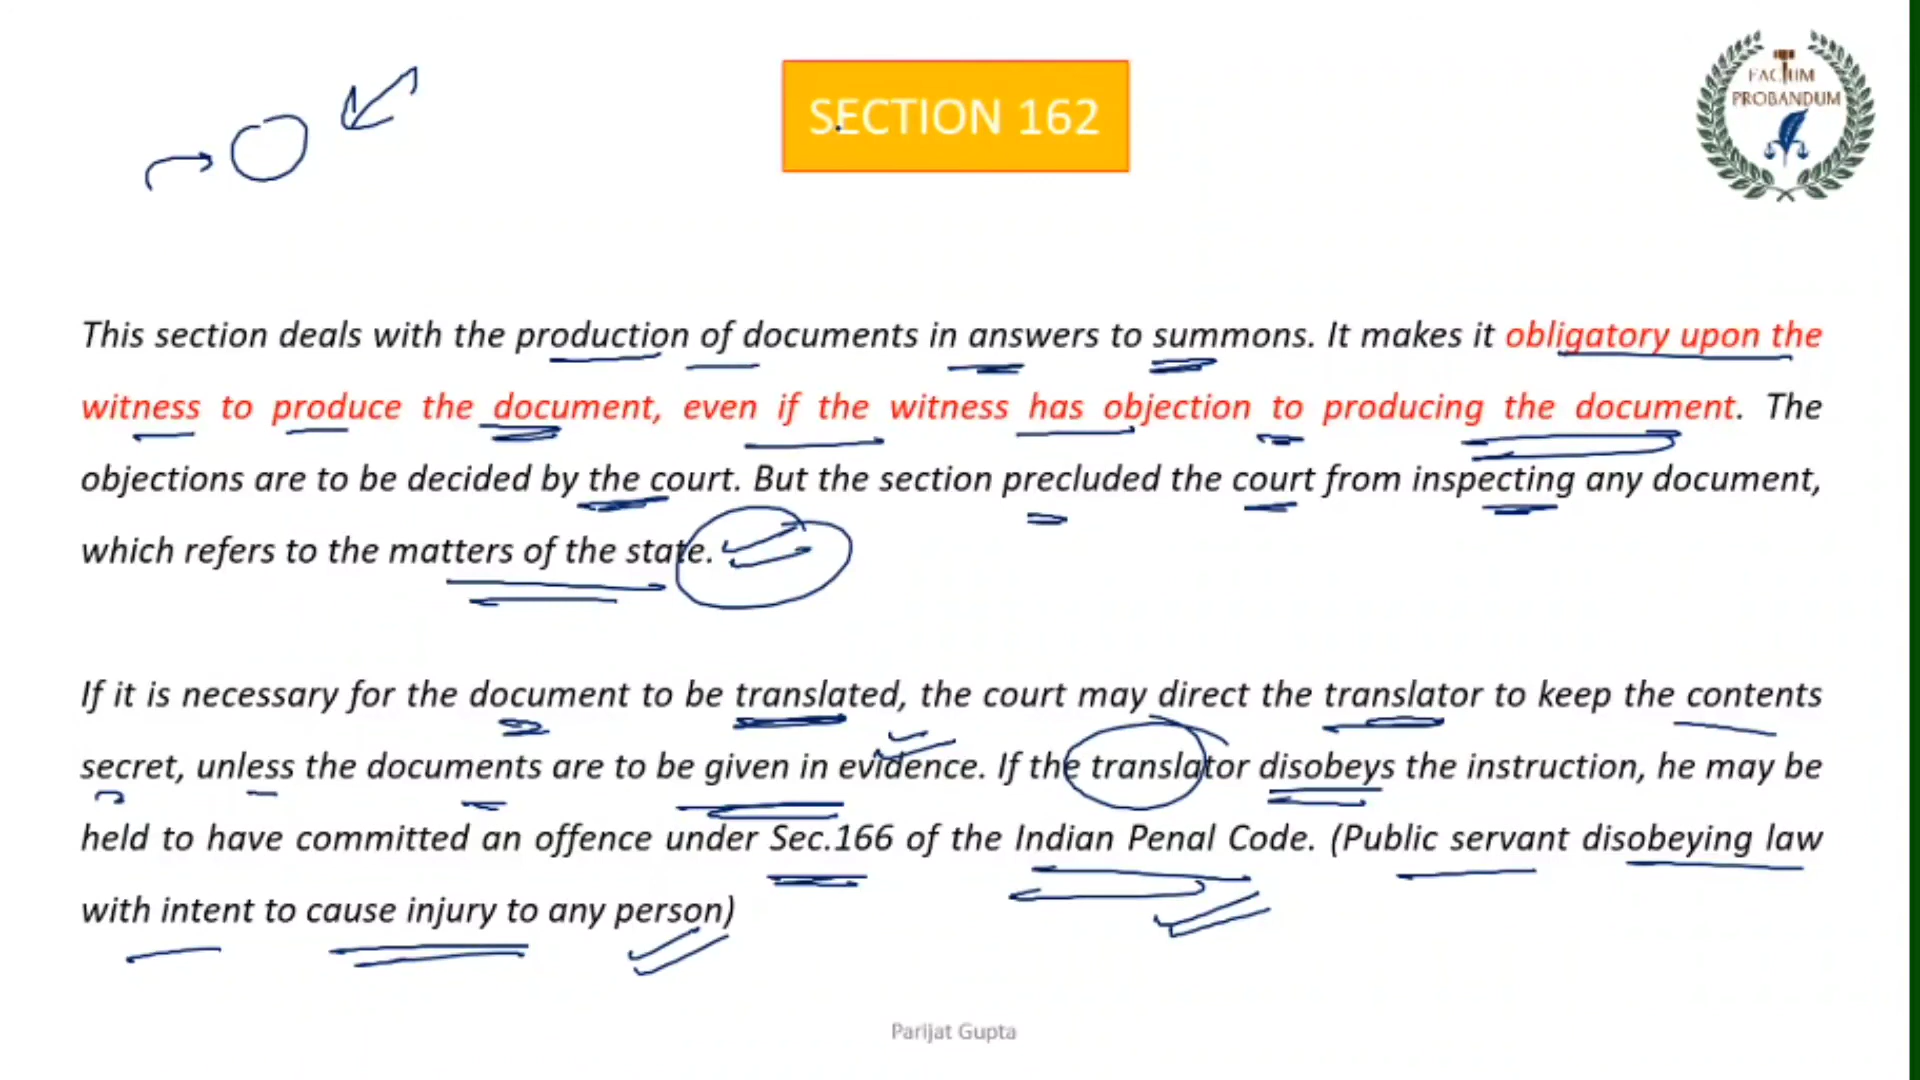 FACTUM
PROBANDUM
SECTION 162
This section deals with the production of documents in answers to summons. It makes it obligatory upon the
witness to produce the document, even if the witness has objection to producing the document. The
objections are to be decided by the court. But the section precluded the court from inspecting any document,
which refers to the matters of the state.
If it is necessary for the document to be translated, the court may direct the translator to keep the contents
secret, unless the documents are to be given in evidence. If the translator disobeys the instruction, he may be
held to have committed an offence under Sec.166 of the Indian Penal Code. (Public servant disobeying law
with intent to cause injury to any person)
Parijat Gupta